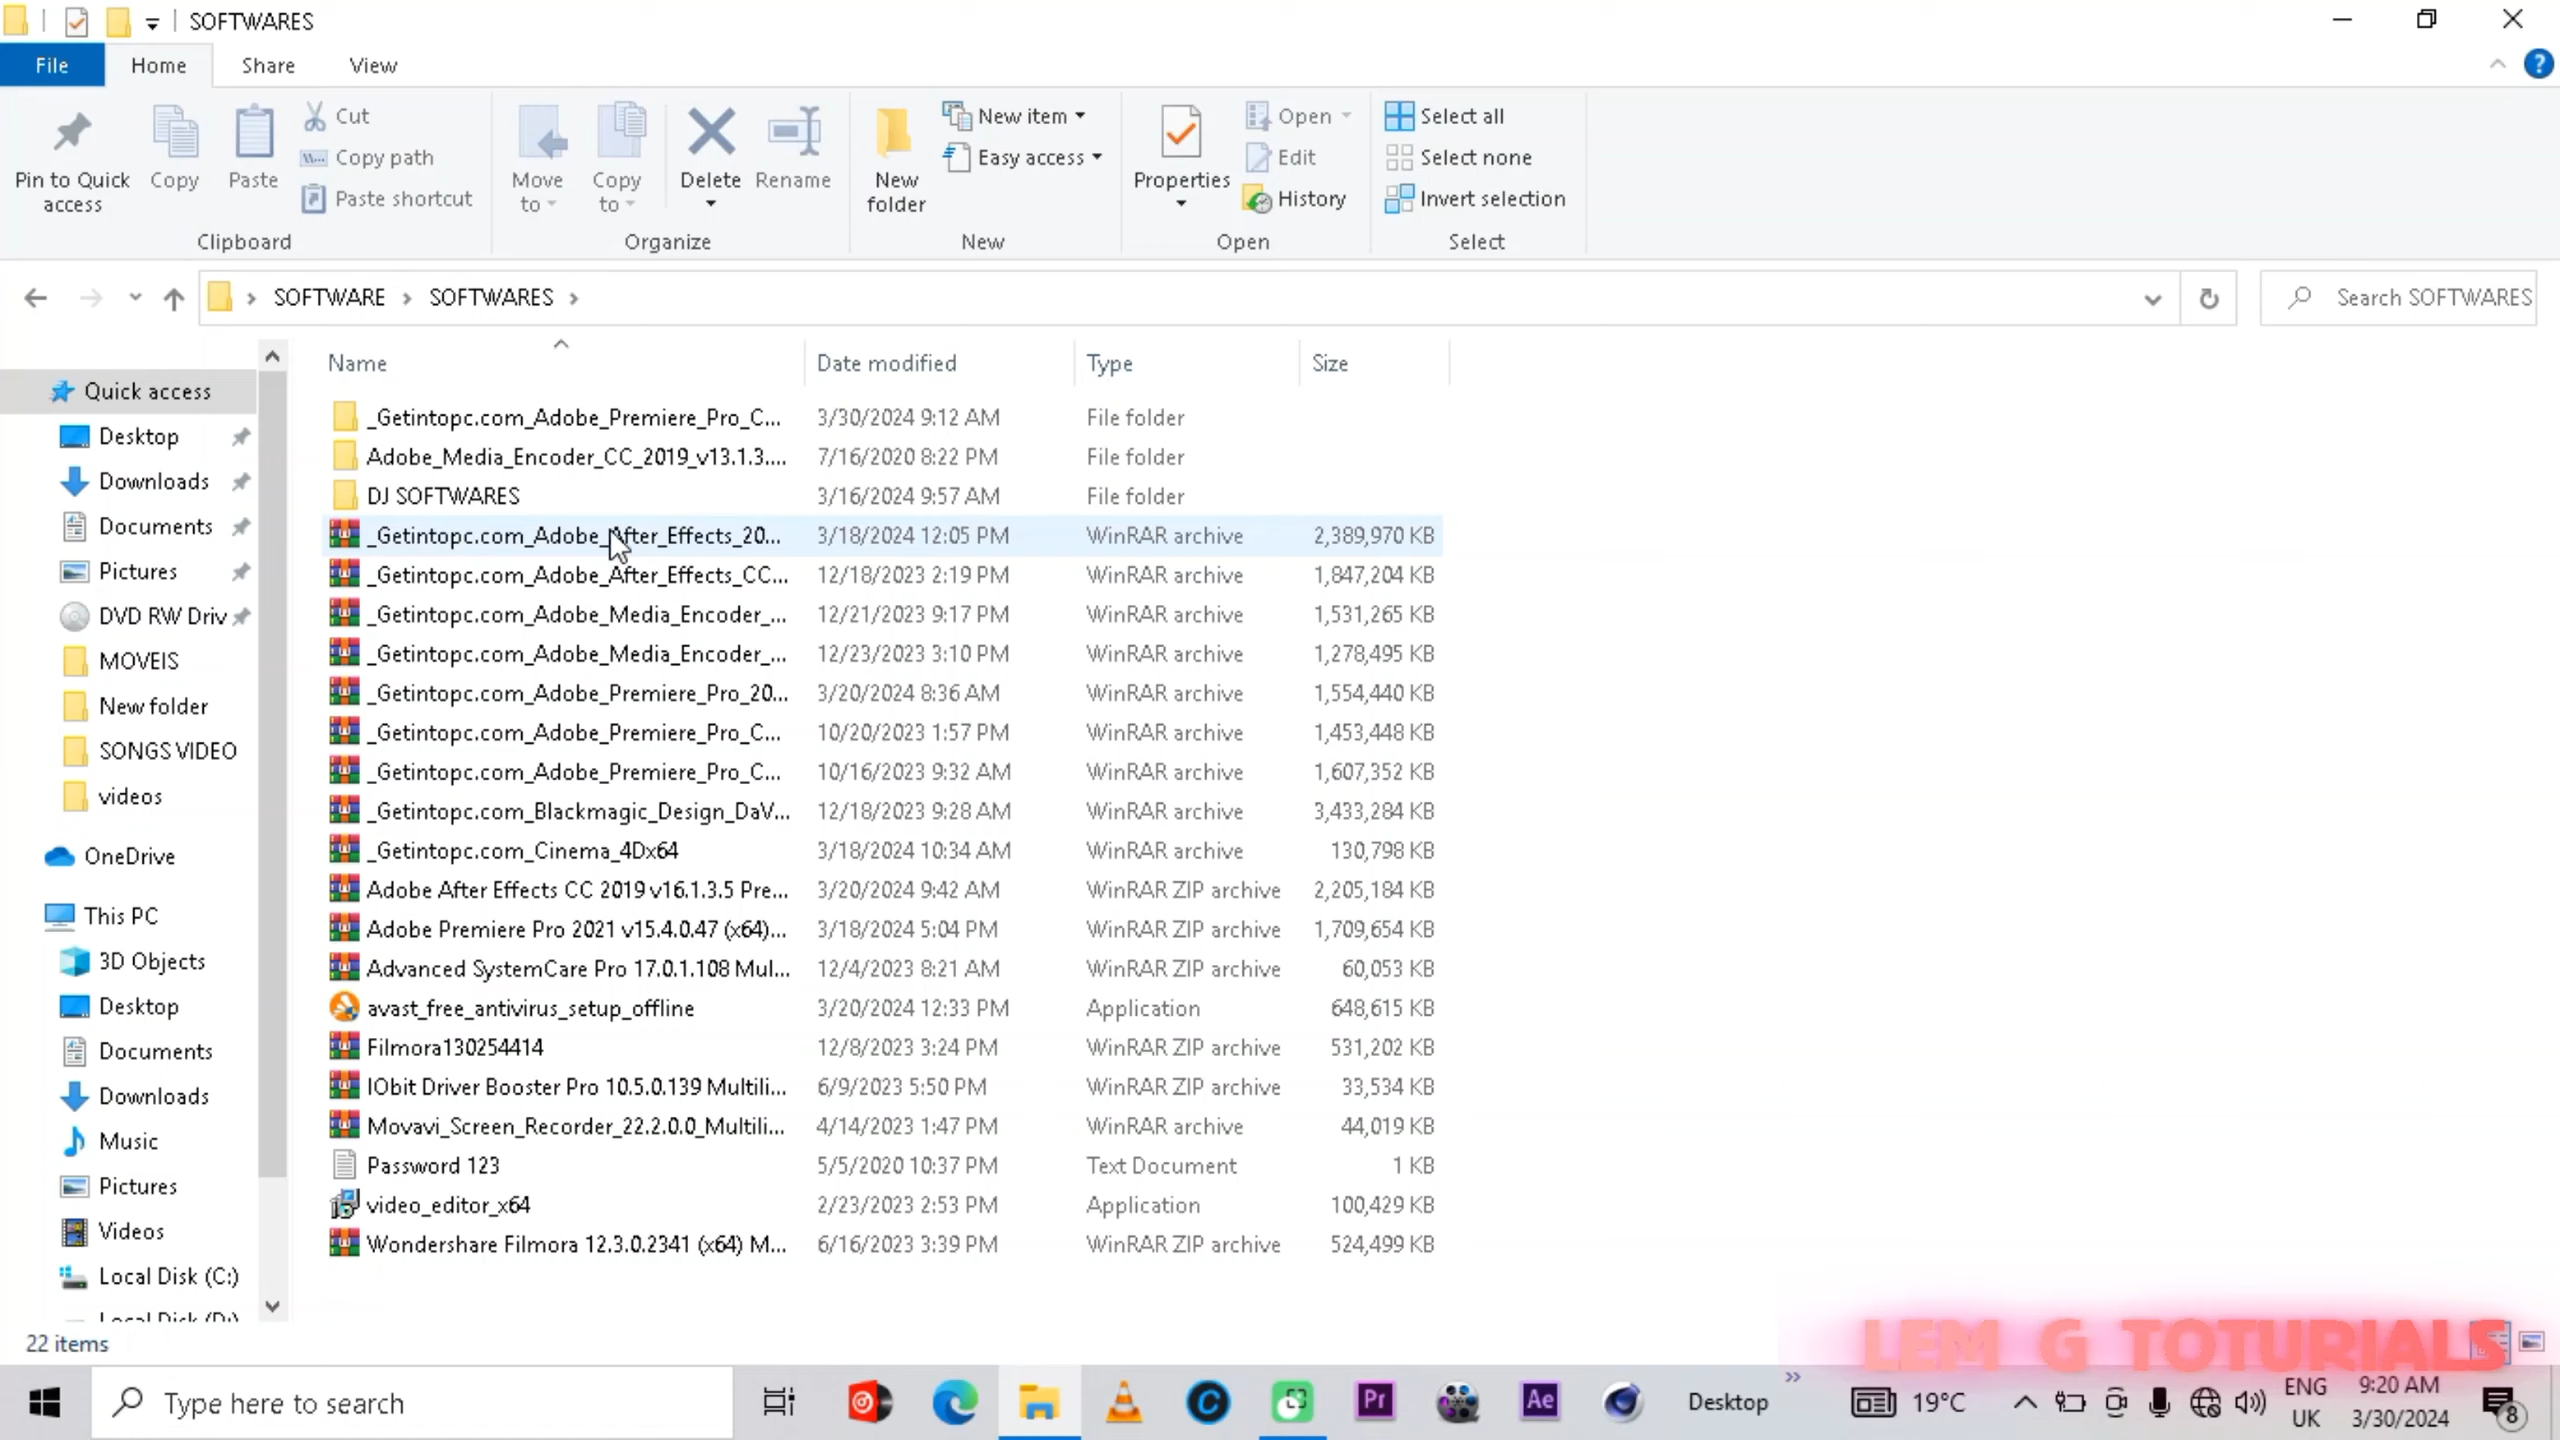 SOFTWARES
File Home Share View
Pin to Quick access
Copy
Paste
Cut
Copy path
Paste shortcut
Clipboard
Move to
Copy to
Delete
Rename
Organize
New folder
New item
Easy access
New
Properties
Open
Edit
History
Open
Select all
Select none
Invert selection
Select
SOFTWARE > SOFTWARES >
Search SOFTWARES
Quick access
Desktop
Downloads
Documents
Pictures
DVD RW Driv
MOVEIS
New folder
SONGS VIDEO
videos
OneDrive
This PC
3D Objects
Desktop
Documents
Downloads
Music
Pictures
Videos
Local Disk (C:)
Name Date modified Type Size
_Getintopc.com_Adobe_Premiere_Pro_C... 3/30/2024 9:12 AM File folder
Adobe_Media_Encoder_CC_2019_v13.1.3.... 7/16/2020 8:22 PM File folder
DJ SOFTWARES 3/16/2024 9:57 AM File folder
_Getintopc.com_Adobe_After_Effects_20... 3/18/2024 12:05 PM WinRAR archive 2,389,970 KB
_Getintopc.com_Adobe_After_Effects_CC... 12/18/2023 2:19 PM WinRAR archive 1,847,204 KB
_Getintopc.com_Adobe_Media_Encoder_... 12/21/2023 9:17 PM WinRAR archive 1,531,265 KB
_Getintopc.com_Adobe_Media_Encoder_... 12/23/2023 3:10 PM WinRAR archive 1,278,495 KB
_Getintopc.com_Adobe_Premiere_Pro_20... 3/20/2024 8:36 AM WinRAR archive 1,554,440 KB
_Getintopc.com_Adobe_Premiere_Pro_C... 10/20/2023 1:57 PM WinRAR archive 1,453,448 KB
_Getintopc.com_Adobe_Premiere_Pro_C... 10/16/2023 9:32 AM WinRAR archive 1,607,352 KB
_Getintopc.com_Blackmagic_Design_DaV... 12/18/2023 9:28 AM WinRAR archive 3,433,284 KB
_Getintopc.com_Cinema_4Dx64 3/18/2024 10:34 AM WinRAR archive 130,798 KB
Adobe After Effects CC 2019 v16.1.3.5 Pre... 3/20/2024 9:42 AM WinRAR ZIP archive 2,205,184 KB
Adobe Premiere Pro 2021 v15.4.0.47 (x64)... 3/18/2024 5:04 PM WinRAR ZIP archive 1,709,654 KB
Advanced SystemCare Pro 17.0.1.108 Mul... 12/4/2023 8:21 AM WinRAR ZIP archive 60,053 KB
avast_free_antivirus_setup_offline 3/20/2024 12:33 PM Application 648,615 KB
Filmora130254414 12/8/2023 3:24 PM WinRAR ZIP archive 531,202 KB
IObit Driver Booster Pro 10.5.0.139 Multili... 6/9/2023 5:50 PM WinRAR ZIP archive 33,534 KB
Movavi_Screen_Recorder_22.2.0.0_Multili... 4/14/2023 1:47 PM WinRAR archive 44,019 KB
Password 123 5/5/2020 10:37 PM Text Document 1 KB
video_editor_x64 2/23/2023 2:53 PM Application 100,429 KB
Wondershare Filmora 12.3.0.2341 (x64) M... 6/16/2023 3:39 PM WinRAR ZIP archive 524,499 KB
22 items
LEM G TOTURIALS
Type here to search
Pr
Ae
Desktop
19°C
ENG
UK
9:20 AM
3/30/2024
8